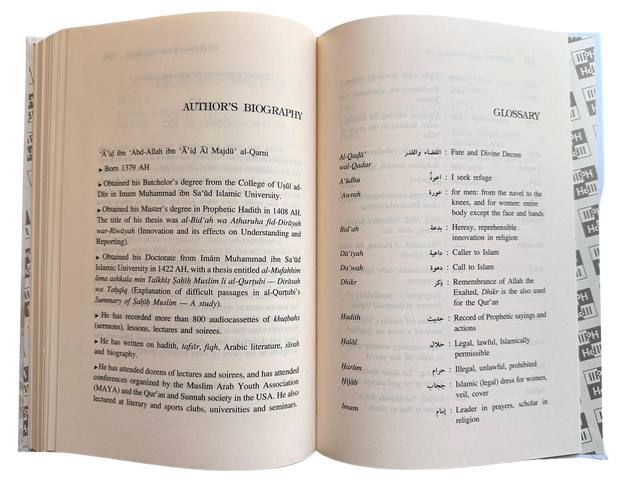 AUTHOR'S BIOGRAPHY
'Ā'iḍ ibn 'Abd-Allah ibn 'Ā'iḍ Āl Majdū' al-Qarni
▸ Born 1379 AH
▸ Obtained his Batchelor's degree from the College of Uṣūl ad-
Dīn in Imam Muhammad ibn Sa'ūd Islamic University.
▸ Obtained his Master's degree in Prophetic Hadith in 1408 AH.
The title of his thesis was al-Bid'ah wa Atharuha fid-Dirāyah
war-Riwāyah (Innovation and its effects on Understanding and
Reporting).
▸ Obtained his Doctorate from Imām Muhammad ibn Sa'ūd
Islamic University in 1422 AH, with a thesis entitled al-Mufahhim
lima ashkala min Talkhīṣ Ṣaḥīḥ Muslim li al-Qurṭubi — Dirāsah
wa Taḥqīq (Explanation of difficult passages in al-Qurṭubi's
Summary of Ṣaḥīḥ Muslim — A study).
▸ He has recorded more than 800 audiocassettes of khuṭbahs
(sermons), lessons, lectures and soirees.
▸ He has written on hadith, tafsīr, fiqh, Arabic literature, sīrah
and biography.
▸ He has attended dozens of lectures and soirees, and has attended
conferences organized by the Muslim Arab Youth Association
(MAYA) and the Qur'an and Sunnah society in the USA. He also
lectured at literary and sports clubs, universities and seminars.
GLOSSARY
Al-Qaḍā' القضاء والقدر : Fate and Divine Decree
wal-Qadar
A'ūdhu أعوذُ : I seek refuge
'Awrah عورة : for men: from the navel to the
knees, and for women: entire
body except the face and hands
Bid'ah بدعة : Heresy, reprehensible
innovation in religion
Dā'iyah داعية : Caller to Islam
Da'wah دعوة : Call to Islam
Dhikr ذِكر : Remembrance of Allah the
Exalted, Dhikr is the also used
for the Qur'an
Hadith حديث : Record of Prophetic sayings and
actions
Ḥalāl حلال : Legal, lawful, Islamically
permissible
Ḥarām حرام : Illegal, unlawful, prohibited
Ḥijāb حجاب : Islamic (legal) dress for women,
veil, cover
Imam إمام : Leader in prayers, scholar in
religion